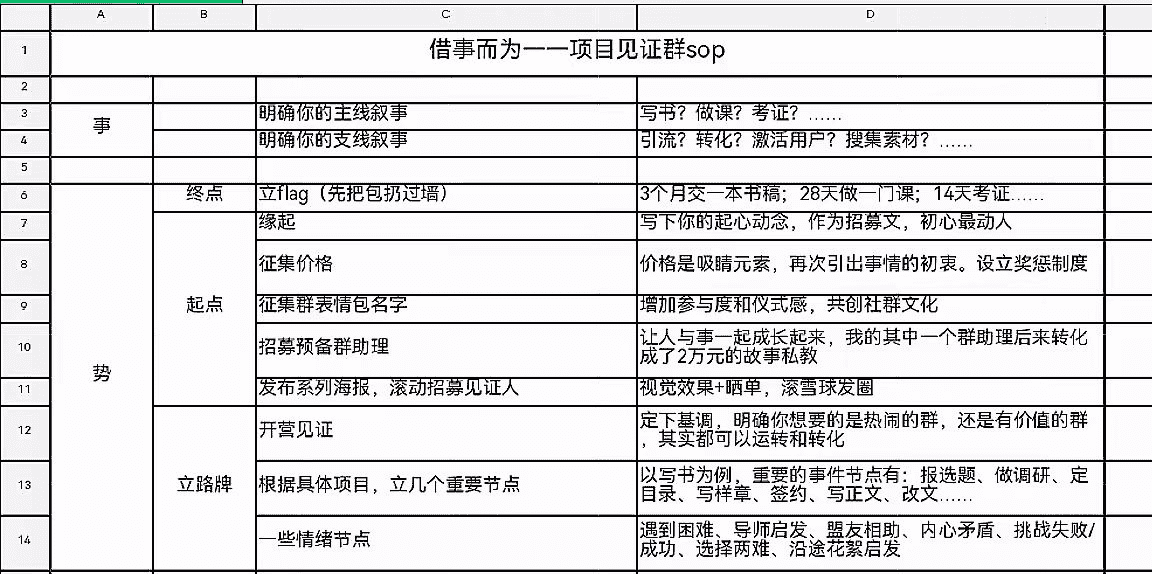 A B C D
1 借事而为一一项目见证群sop
2
3 明确你的主线叙事 写书？做课？考证？……
事
4 明确你的支线叙事 引流？转化？激活用户？搜集素材？……
5
6 终点 立flag（先把包扔过墙） 3个月交一本书稿；28天做一门课；14天考证……
7 缘起 写下你的起心动念，作为招募文，初心最动人
8 征集价格 价格是吸睛元素，再次引出事情的初衷。设立奖惩制度
9 起点 征集群表情包名字 增加参与度和仪式感，共创社群文化
10 招募预备群助理 让人与事一起成长起来，我的其中一个群助理后来转化
成了2万元的故事私教
势
11 发布系列海报，滚动招募见证人 视觉效果+晒单，滚雪球发圈
12 开营见证 定下基调，明确你想要的是热闹的群，还是有价值的群
，其实都可以运转和转化
13 立路牌 根据具体项目，立几个重要节点 以写书为例，重要的事件节点有：报选题、做调研、定
目录、写样章、签约、写正文、改文……
14 一些情绪节点 遇到困难、导师启发、盟友相助、内心矛盾、挑战失败/
成功、选择两难、沿途花絮启发